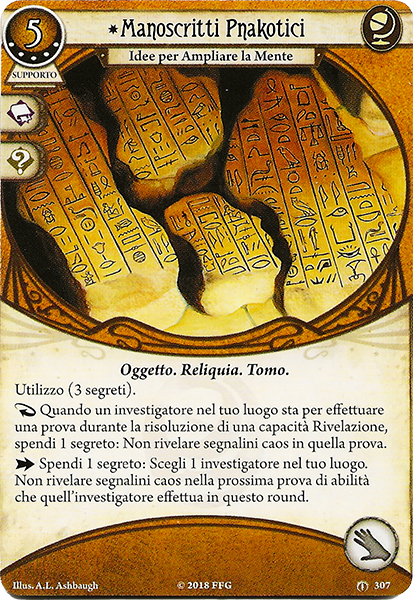 5
*Manoscritti Pnakotici
SUPPORTO
Idee per Ampliare la Mente
Oggetto. Reliquia. Tomo.
Utilizzo (3 segreti).
Quando un investigatore nel tuo luogo sta per effettuare
una prova durante la risoluzione di una capacità Rivelazione,
spendi 1 segreto: Non rivelare segnalini caos in quella prova.
Spendi 1 segreto: Scegli 1 investigatore nel tuo luogo.
Non rivelare segnalini caos nella prossima prova di abilità
che quell'investigatore effettua in questo round.
Illus. A.L. Ashbaugh
© 2018 FFG
307